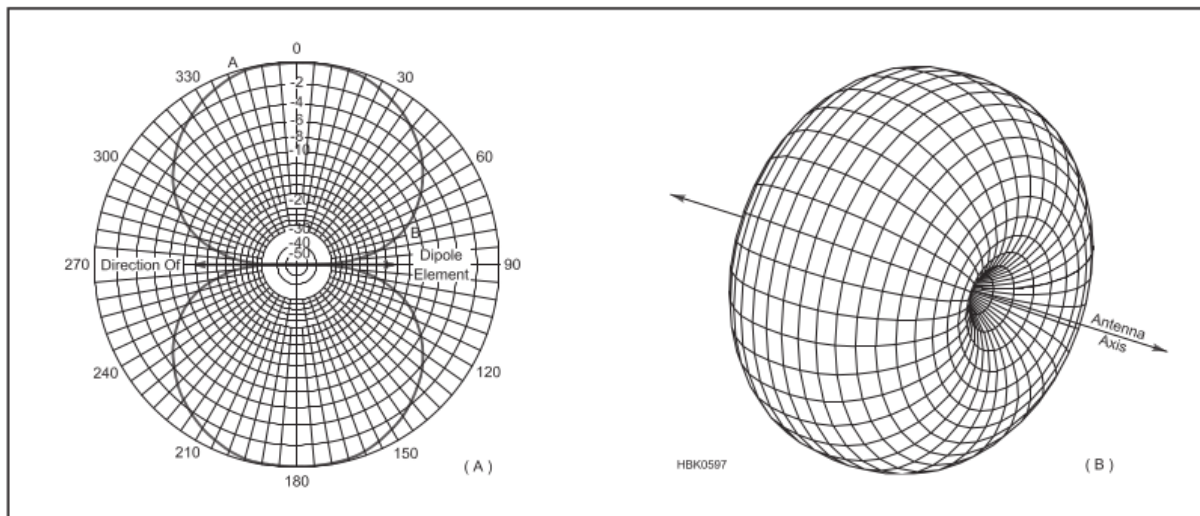 0
A
330
30
-2
-4
-6
-8
-10
300
60
-20
-30
-40
-50
B
270
Direction Of
Dipole
Element
90
240
120
210
150
180
( A )
Antenna
Axis
HBK0597
( B )